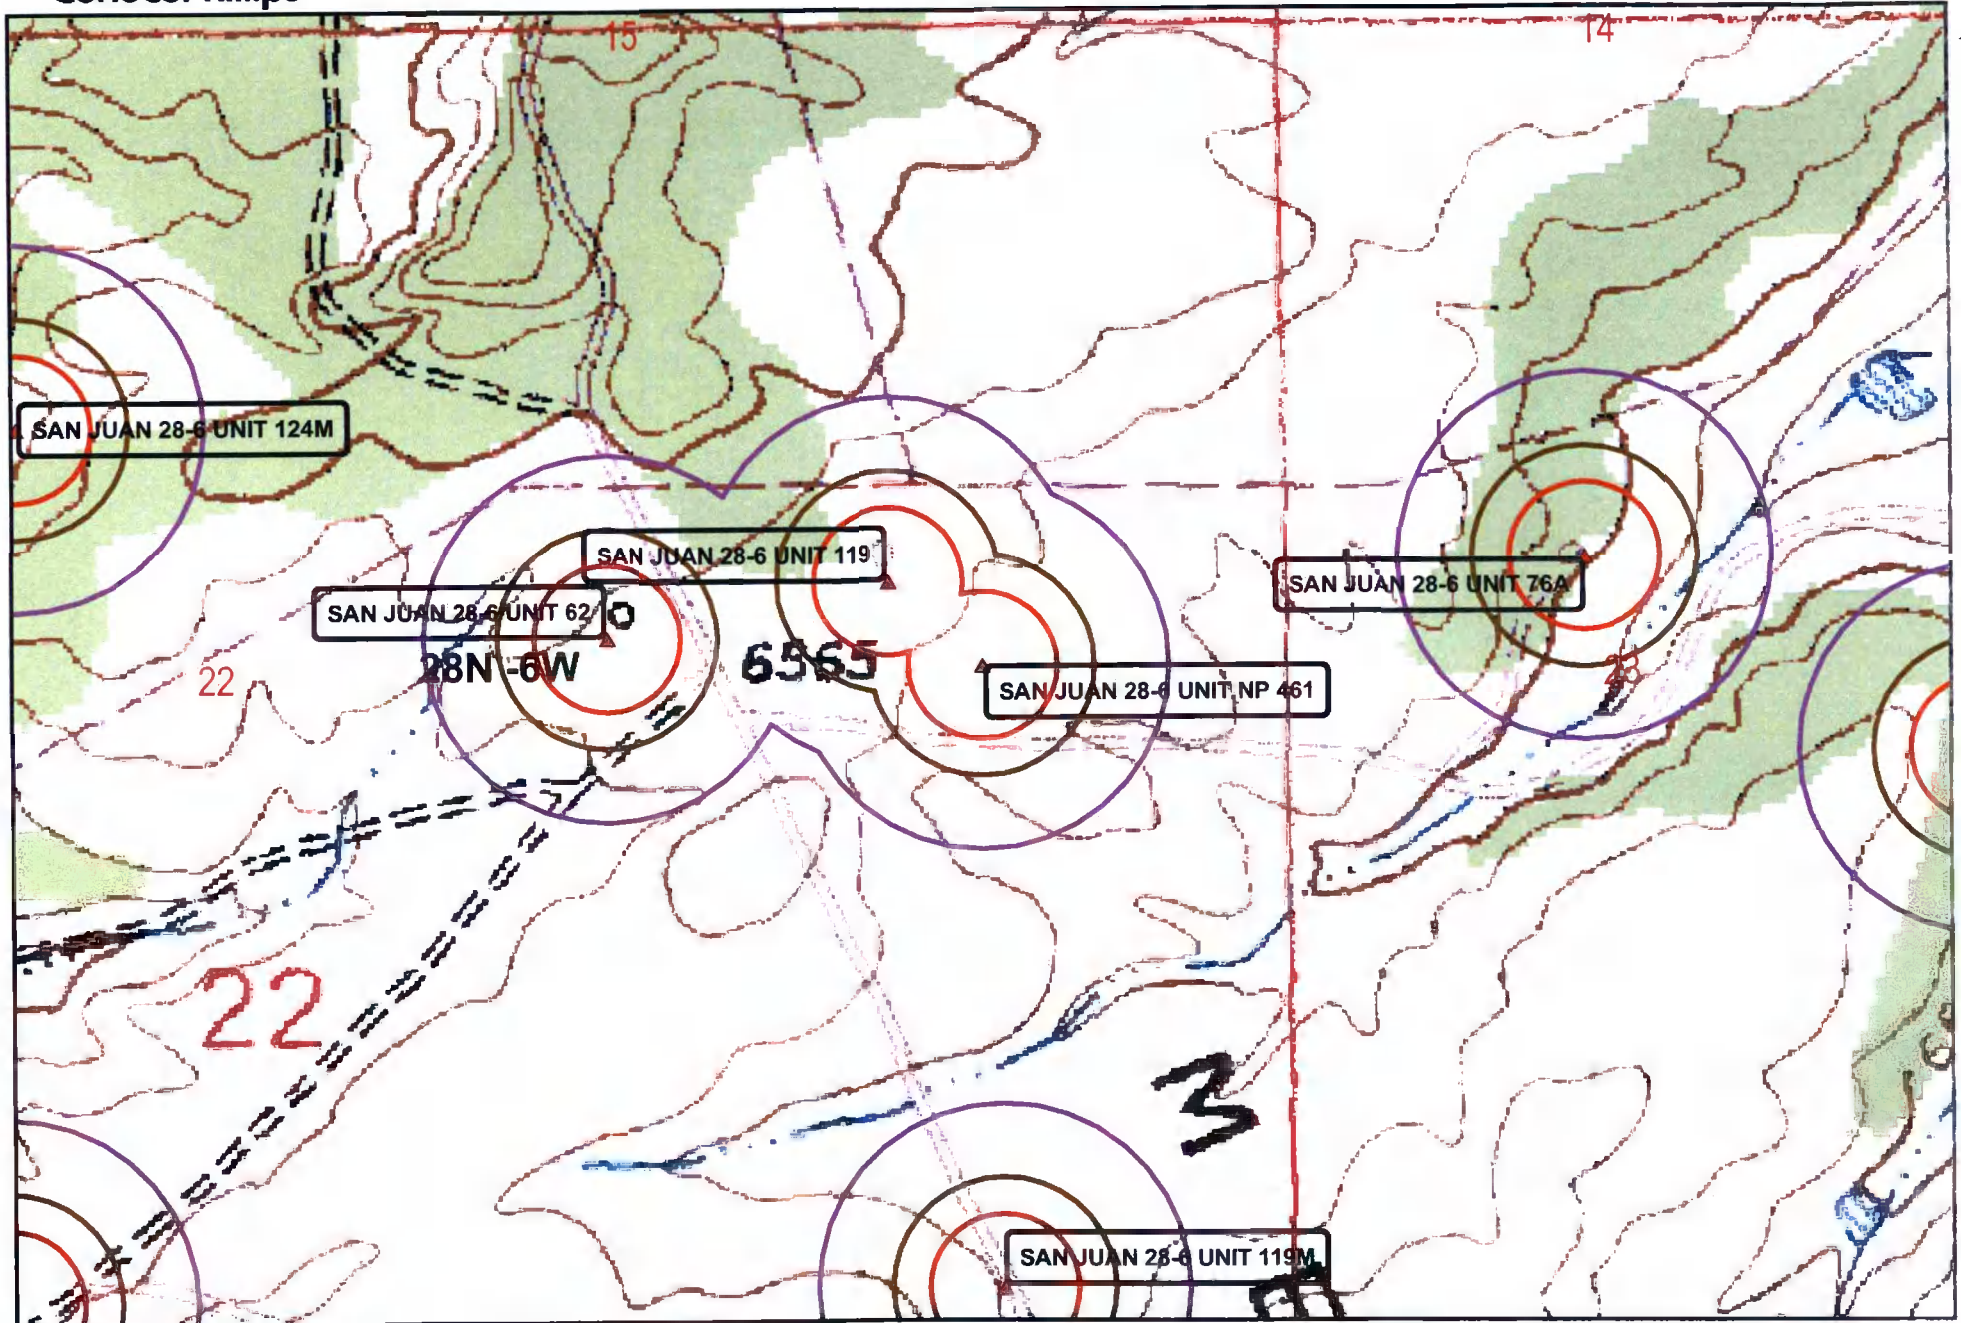 15
14
SAN JUAN 28-6 UNIT 124M
SAN JUAN 28-6 UNIT 119
SAN JUAN 28-6 UNIT 76A
SAN JUAN 28-6 UNIT 62
28N -6W
6565
22
23
SAN JUAN 28-6 UNIT NP 461
22
SAN JUAN 28-6 UNIT 119M